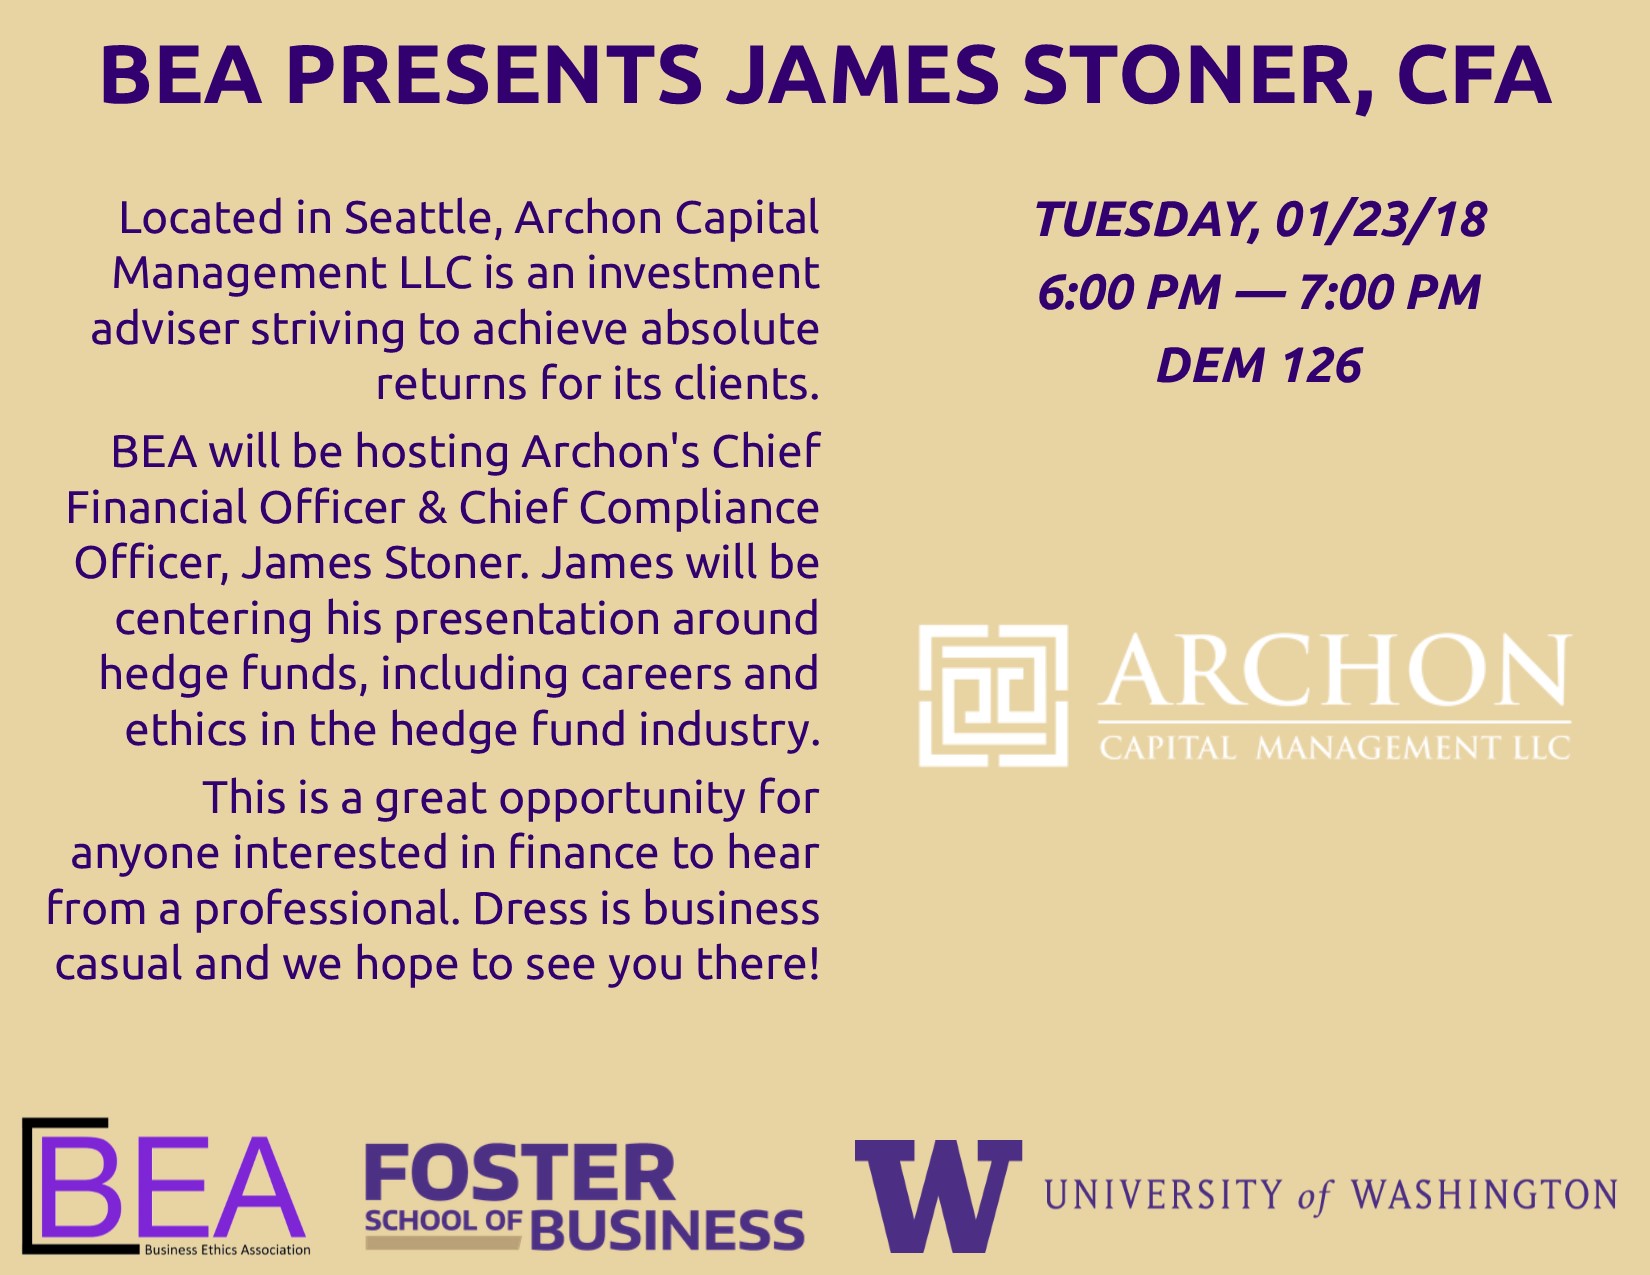 BEA PRESENTS JAMES STONER, CFA
Located in Seattle, Archon Capital
Management LLC is an investment
adviser striving to achieve absolute
returns for its clients.
BEA will be hosting Archon's Chief
Financial Officer & Chief Compliance
Officer, James Stoner. James will be
centering his presentation around
hedge funds, including careers and
ethics in the hedge fund industry.
This is a great opportunity for
anyone interested in finance to hear
from a professional. Dress is business
casual and we hope to see you there!
TUESDAY, 01/23/18
6:00 PM — 7:00 PM
DEM 126
ARCHON
CAPITAL MANAGEMENT LLC
BEA
Business Ethics Association
FOSTER
SCHOOL OF BUSINESS
W UNIVERSITY of WASHINGTON